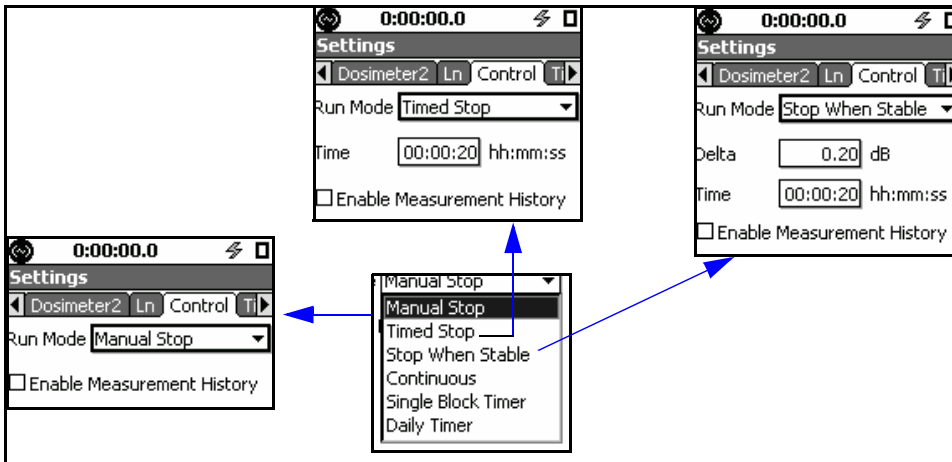 0:00:00.0
Settings
Dosimeter2 Ln Control Ti
Run Mode Timed Stop
Time 00:00:20 hh:mm:ss
Enable Measurement History
0:00:00.0
Settings
Dosimeter2 Ln Control Ti
Run Mode Stop When Stable
Delta 0.20 dB
Time 00:00:20 hh:mm:ss
Enable Measurement History
0:00:00.0
Settings
Dosimeter2 Ln Control Ti
Run Mode Manual Stop
Enable Measurement History
Manual Stop
Manual Stop
Timed Stop
Stop When Stable
Continuous
Single Block Timer
Daily Timer